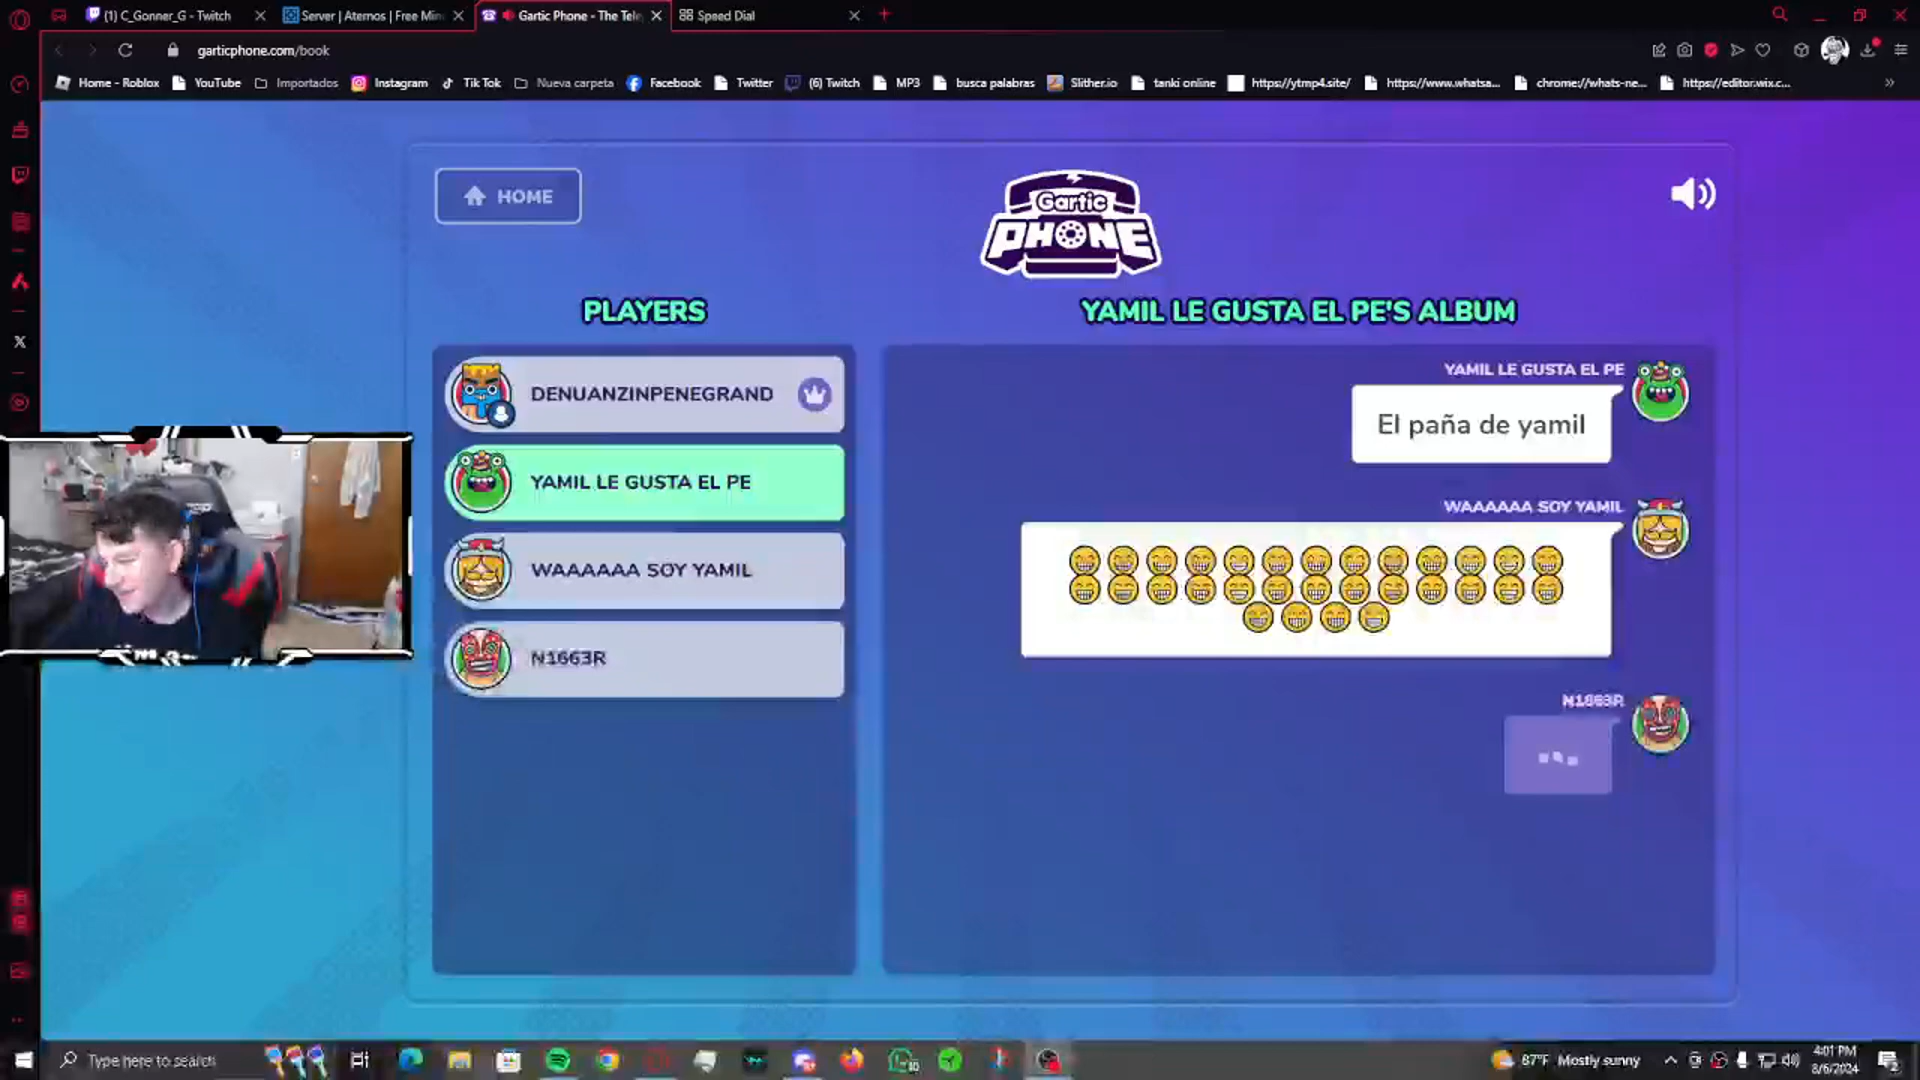 (1) C_Gonner_G - Twitch
Server | Aternos | Free Min
Gartic Phone - The Tele
Speed Dial
garticphone.com/book
Home - Roblox
YouTube
Importados
Instagram
Tik Tok
Nueva carpeta
Facebook
Twitter
(6) Twitch
MP3
busca palabras
Slither.io
tanki online
https://ytmp4.site/
https://www.whatsa...
chrome://whats-ne...
https://editor.wix.c...
HOME
Gartic
PHONE
PLAYERS
YAMIL LE GUSTA EL PE'S ALBUM
DENUANZINPENEGRAND
YAMIL LE GUSTA EL PE
WAAAAAA SOY YAMIL
N1663R
YAMIL LE GUSTA EL PE
El paña de yamil
WAAAAAA SOY YAMIL
N1663R
Type here to search
87°F Mostly sunny
4:01 PM
8/6/2024